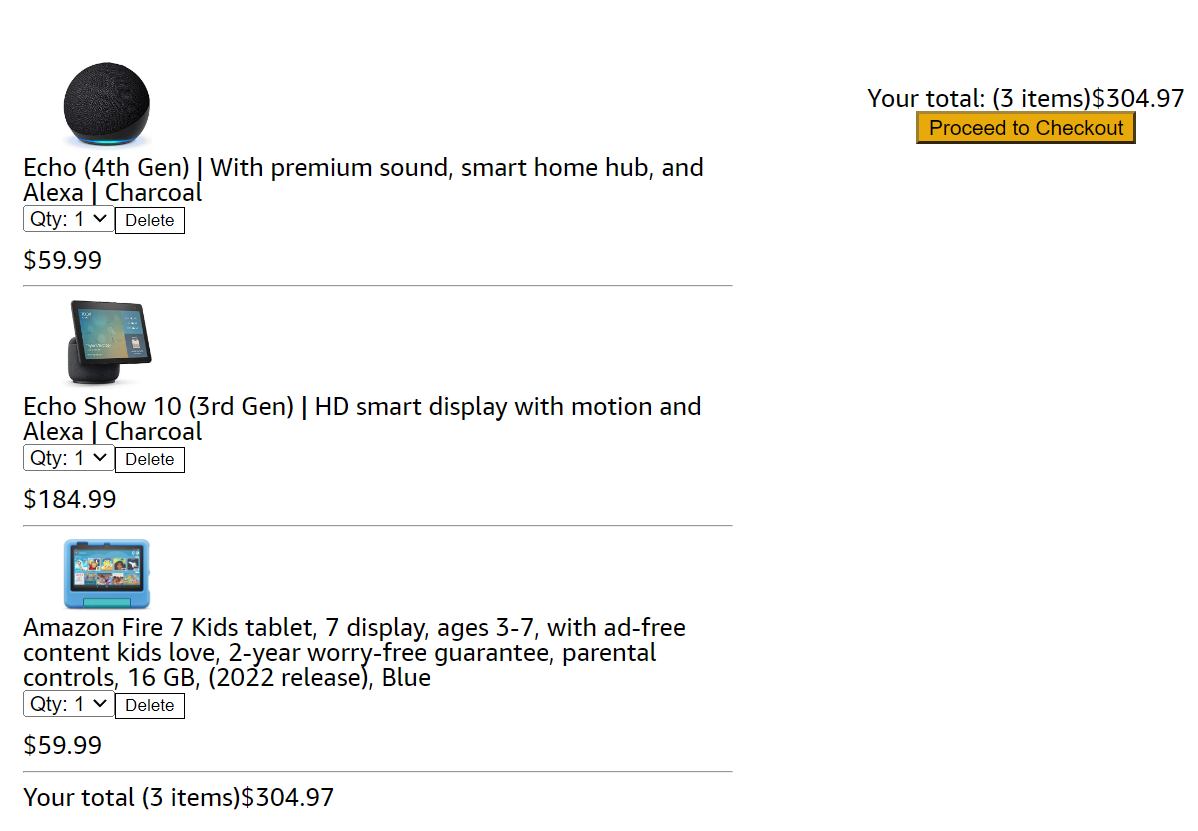 Your total: (3 items)$304.97
Proceed to Checkout
Echo (4th Gen) | With premium sound, smart home hub, and
Alexa | Charcoal
Qty: 1
Delete
$59.99
Echo Show 10 (3rd Gen) | HD smart display with motion and
Alexa | Charcoal
Qty: 1
Delete
$184.99
Amazon Fire 7 Kids tablet, 7 display, ages 3-7, with ad-free
content kids love, 2-year worry-free guarantee, parental
controls, 16 GB, (2022 release), Blue
Qty: 1
Delete
$59.99
Your total (3 items)$304.97